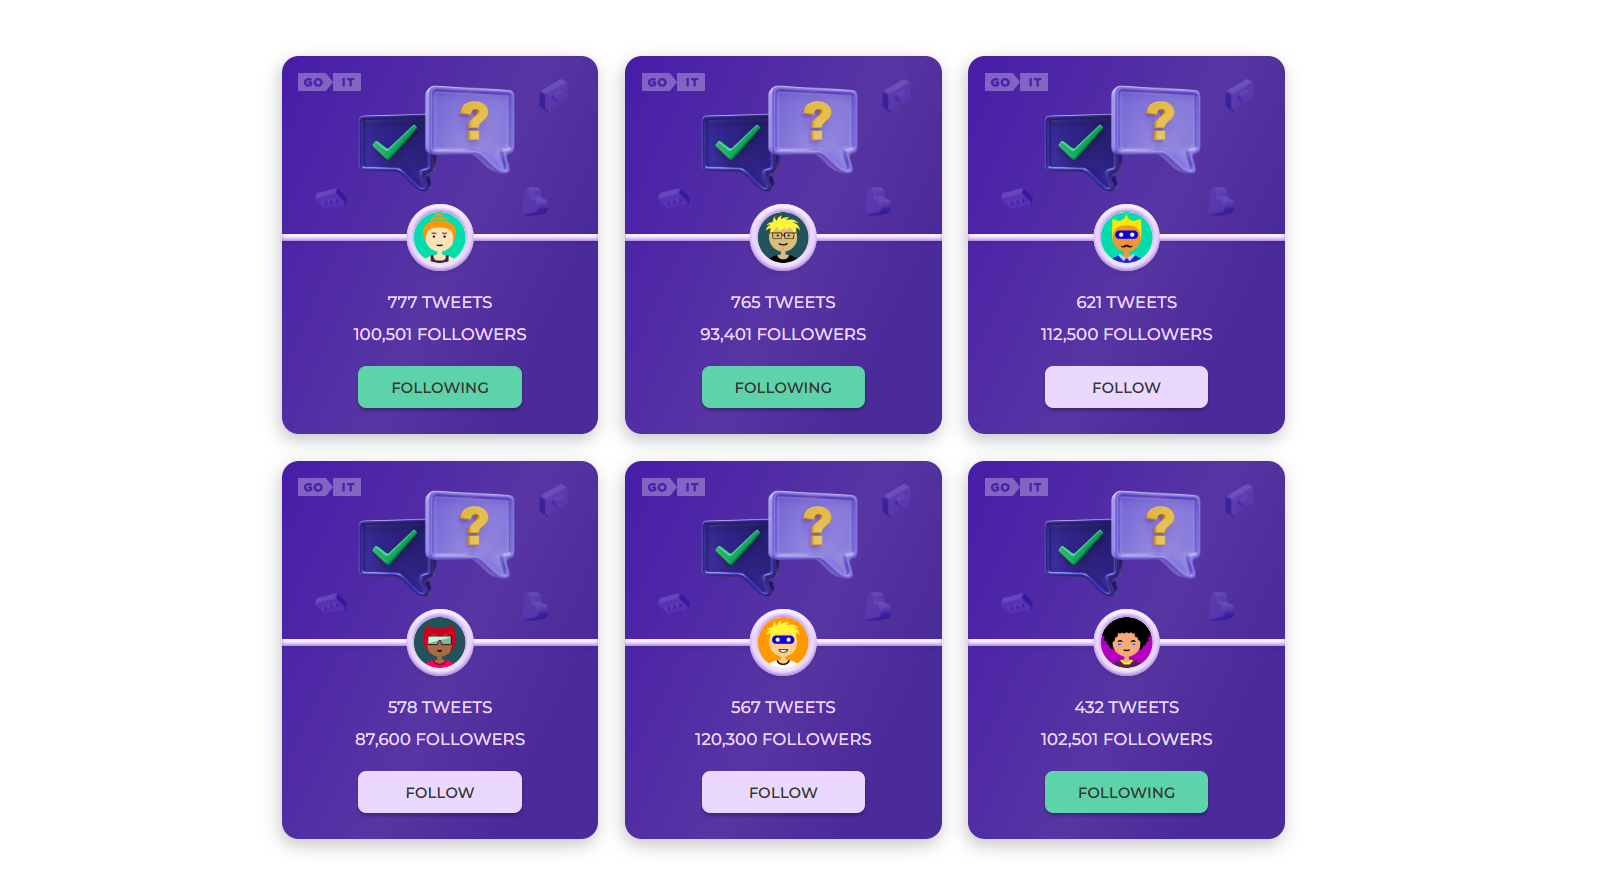 GO IT
?
777 TWEETS
100,501 FOLLOWERS
FOLLOWING
GO IT
?
765 TWEETS
93,401 FOLLOWERS
FOLLOWING
GO IT
?
621 TWEETS
112,500 FOLLOWERS
FOLLOW
GO IT
?
578 TWEETS
87,600 FOLLOWERS
FOLLOW
GO IT
?
567 TWEETS
120,300 FOLLOWERS
FOLLOW
GO IT
?
432 TWEETS
102,501 FOLLOWERS
FOLLOWING